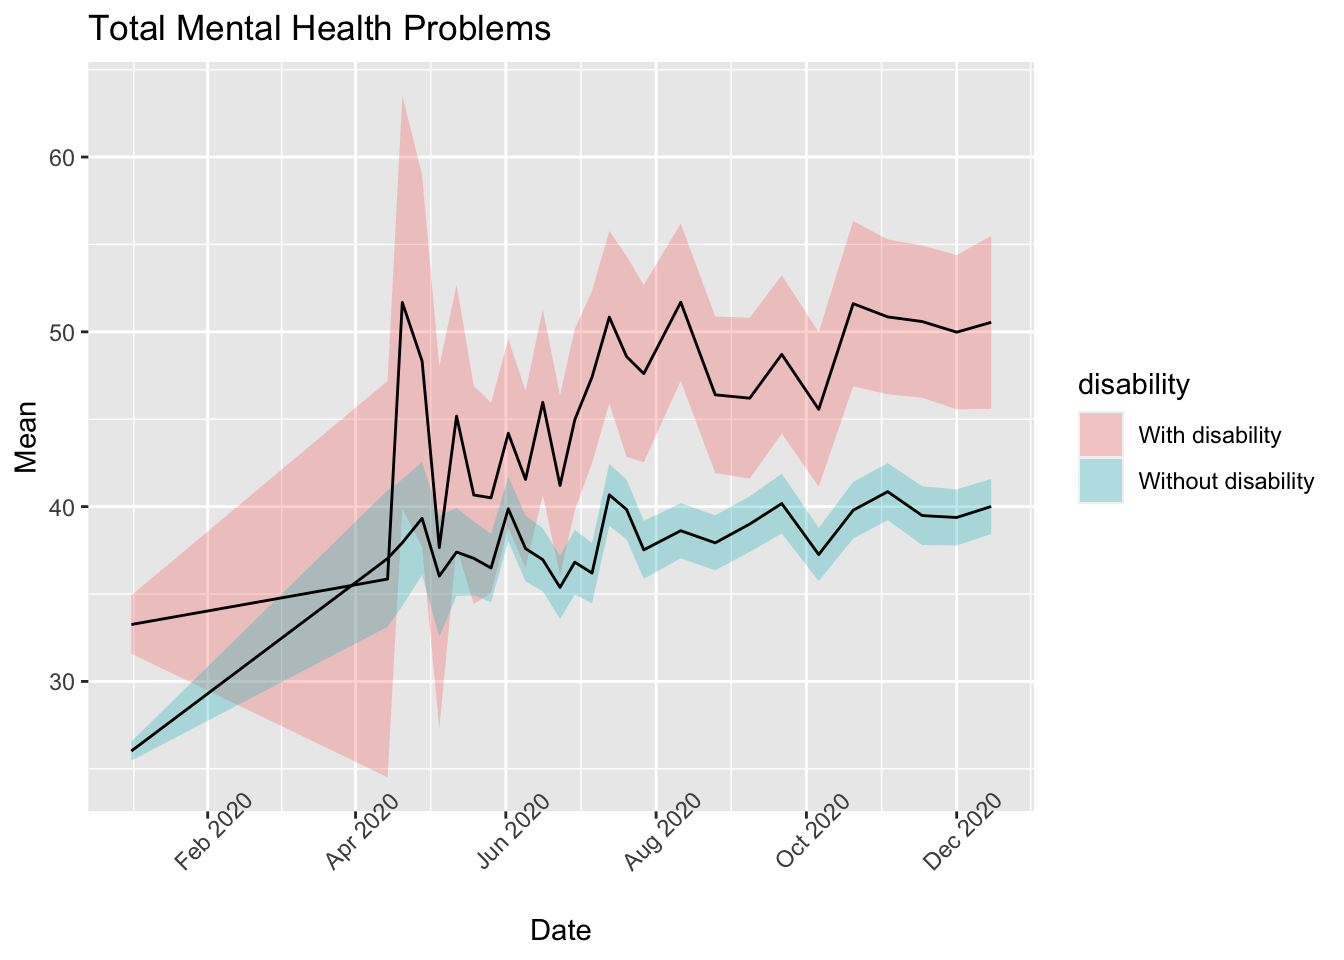 Total Mental Health Problems
Mean
60
50
40
30
Feb 2020
Apr 2020
Jun 2020
Aug 2020
Oct 2020
Dec 2020
Date
disability
With disability
Without disability